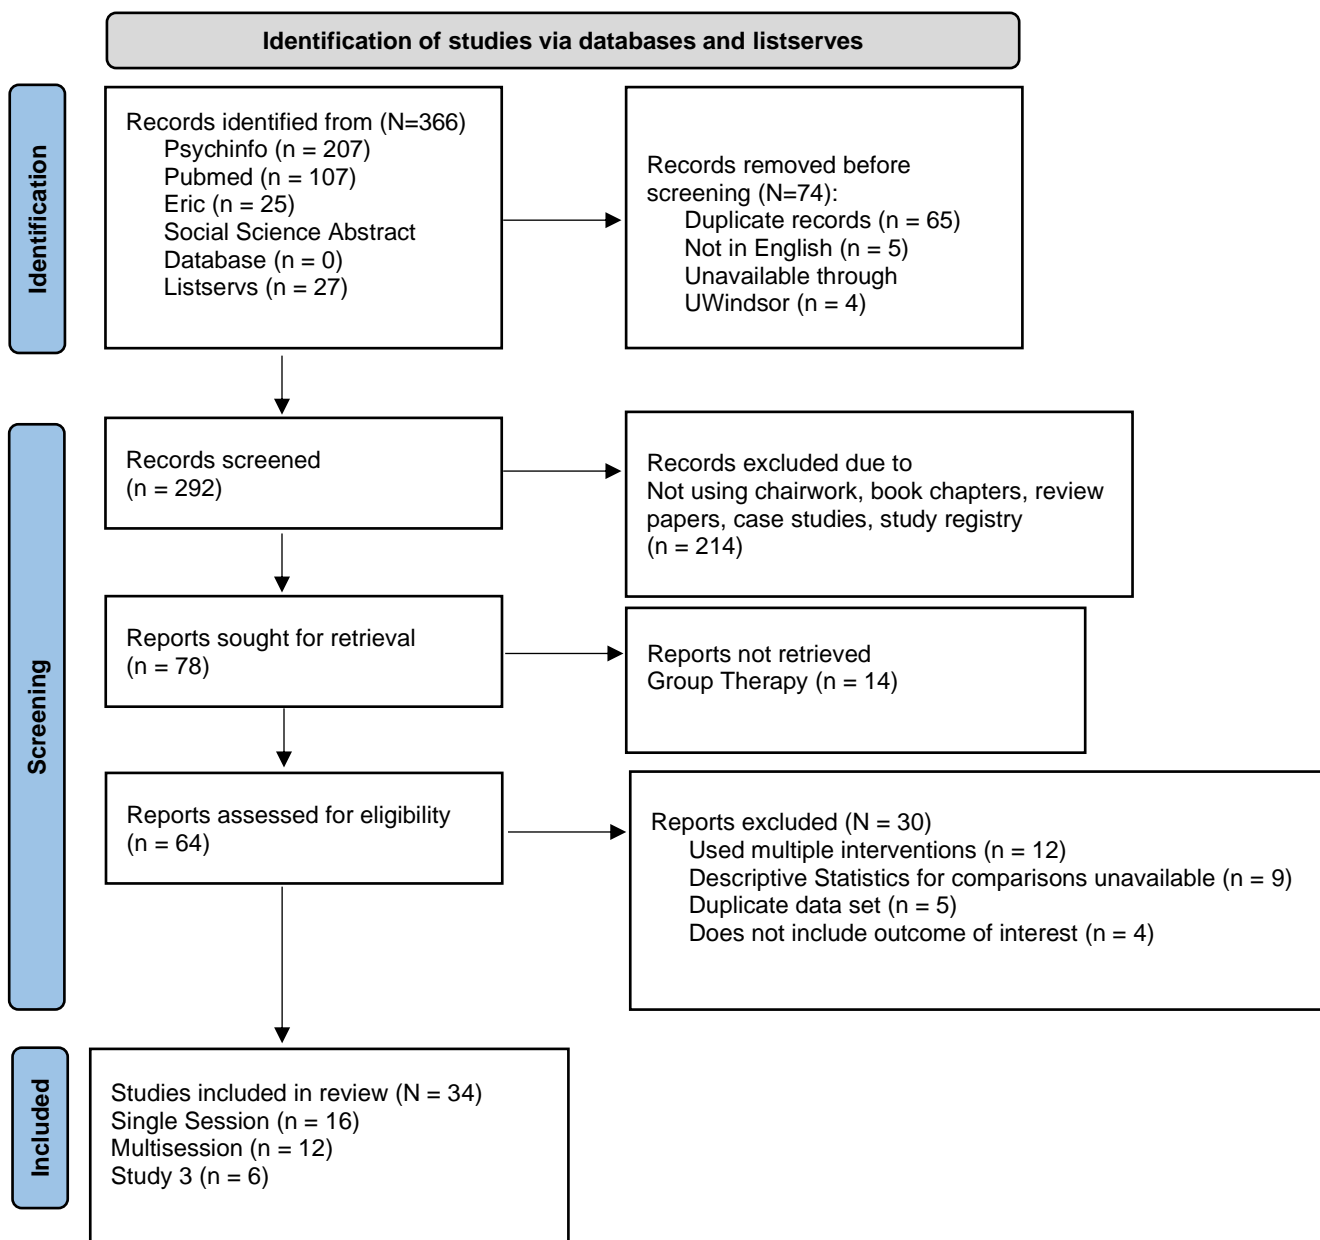 Identification of studies via databases and listserves
Identification
Records identified from (N=366)
Psychinfo (n = 207)
Pubmed (n = 107)
Eric (n = 25)
Social Science Abstract
Database (n = 0)
Listservs (n = 27)
Records removed before
screening (N=74):
Duplicate records (n = 65)
Not in English (n = 5)
Unavailable through
UWindsor (n = 4)
Screening
Records screened
(n = 292)
Records excluded due to
Not using chairwork, book chapters, review
papers, case studies, study registry
(n = 214)
Reports sought for retrieval
(n = 78)
Reports not retrieved
Group Therapy (n = 14)
Reports assessed for eligibility
(n = 64)
Reports excluded (N = 30)
Used multiple interventions (n = 12)
Descriptive Statistics for comparisons unavailable (n = 9)
Duplicate data set (n = 5)
Does not include outcome of interest (n = 4)
Included
Studies included in review (N = 34)
Single Session (n = 16)
Multisession (n = 12)
Study 3 (n = 6)